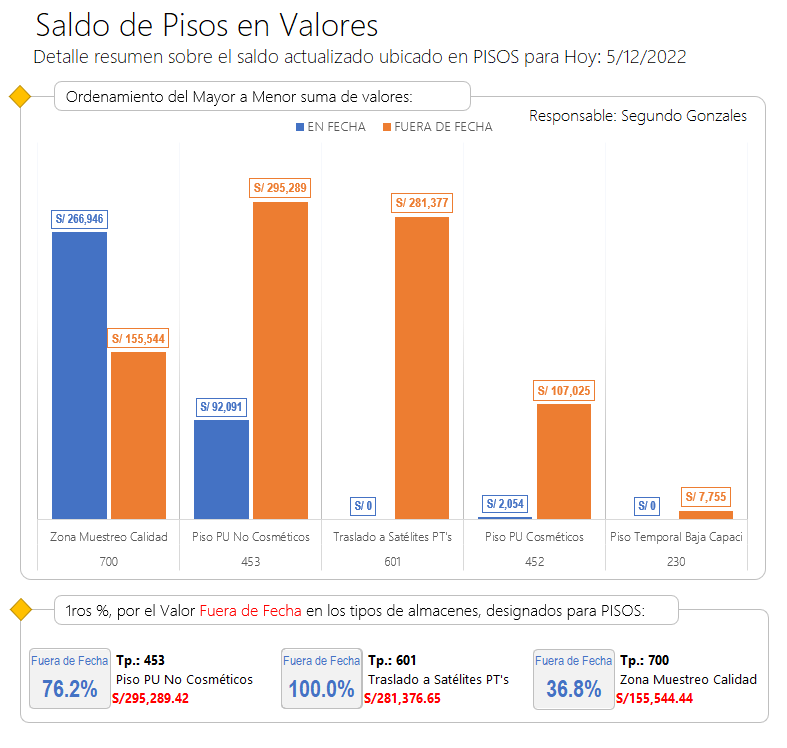 Saldo de Pisos en Valores
Detalle resumen sobre el saldo actualizado ubicado en PISOS para Hoy: 5/12/2022
Ordenamiento del Mayor a Menor suma de valores:
Responsable: Segundo Gonzales
EN FECHA FUERA DE FECHA
S/ 266,946
S/ 155,544
S/ 92,091
S/ 295,289
S/ 0
S/ 281,377
S/ 2,054
S/ 107,025
S/ 0
S/ 7,755
Zona Muestreo Calidad Piso PU No Cosméticos Traslado a Satélites PT's Piso PU Cosméticos Piso Temporal Baja Capaci
700 453 601 452 230
1ros %, por el Valor Fuera de Fecha en los tipos de almacenes, designados para PISOS:
Fuera de Fecha
76.2%
Tp.: 453
Piso PU No Cosméticos
S/295,289.42
Fuera de Fecha
100.0%
Tp.: 601
Traslado a Satélites PT's
S/281,376.65
Fuera de Fecha
36.8%
Tp.: 700
Zona Muestreo Calidad
S/155,544.44